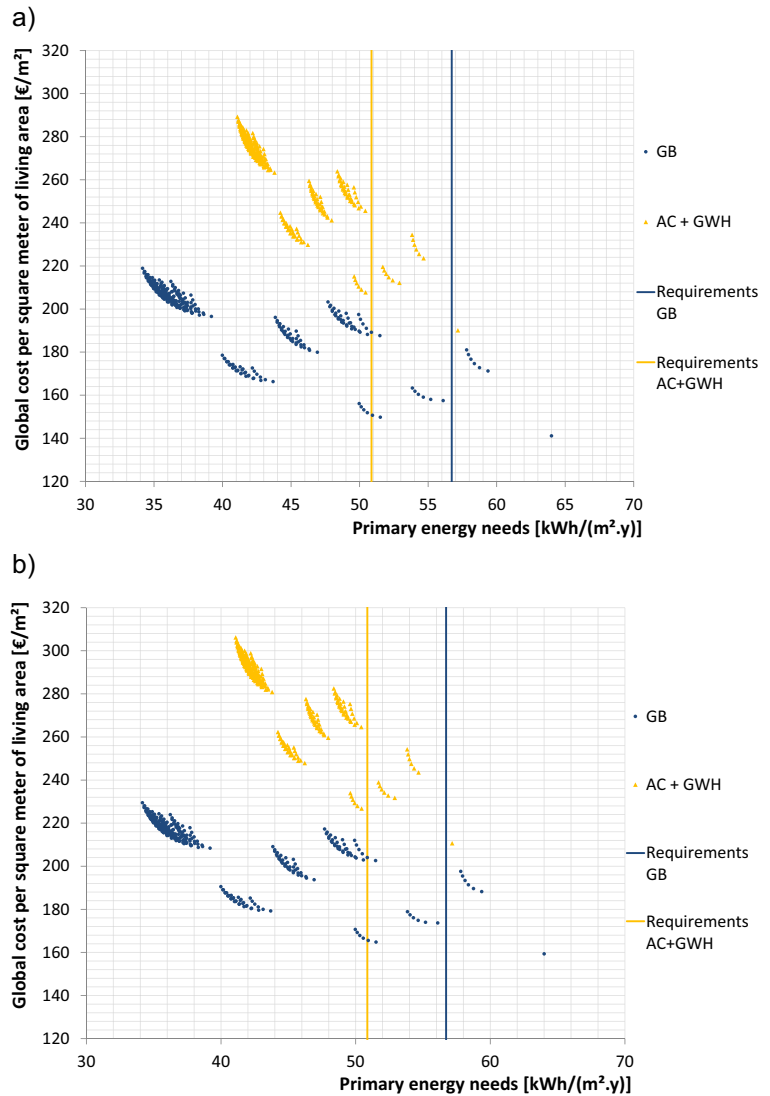 a)
Global cost per square meter of living area [€/m²]
320
300
280
260
240
220
200
180
160
140
120
30 35 40 45 50 55 60 65 70
Primary energy needs [kWh/(m².y)]
GB
AC + GWH
Requirements
GB
Requirements
AC+GWH
b)
Global cost per square meter of living area [€/m²]
320
300
280
260
240
220
200
180
160
140
120
30 40 50 60 70
Primary energy needs [kWh/(m².y)]
GB
AC + GWH
Requirements
GB
Requirements
AC+GWH